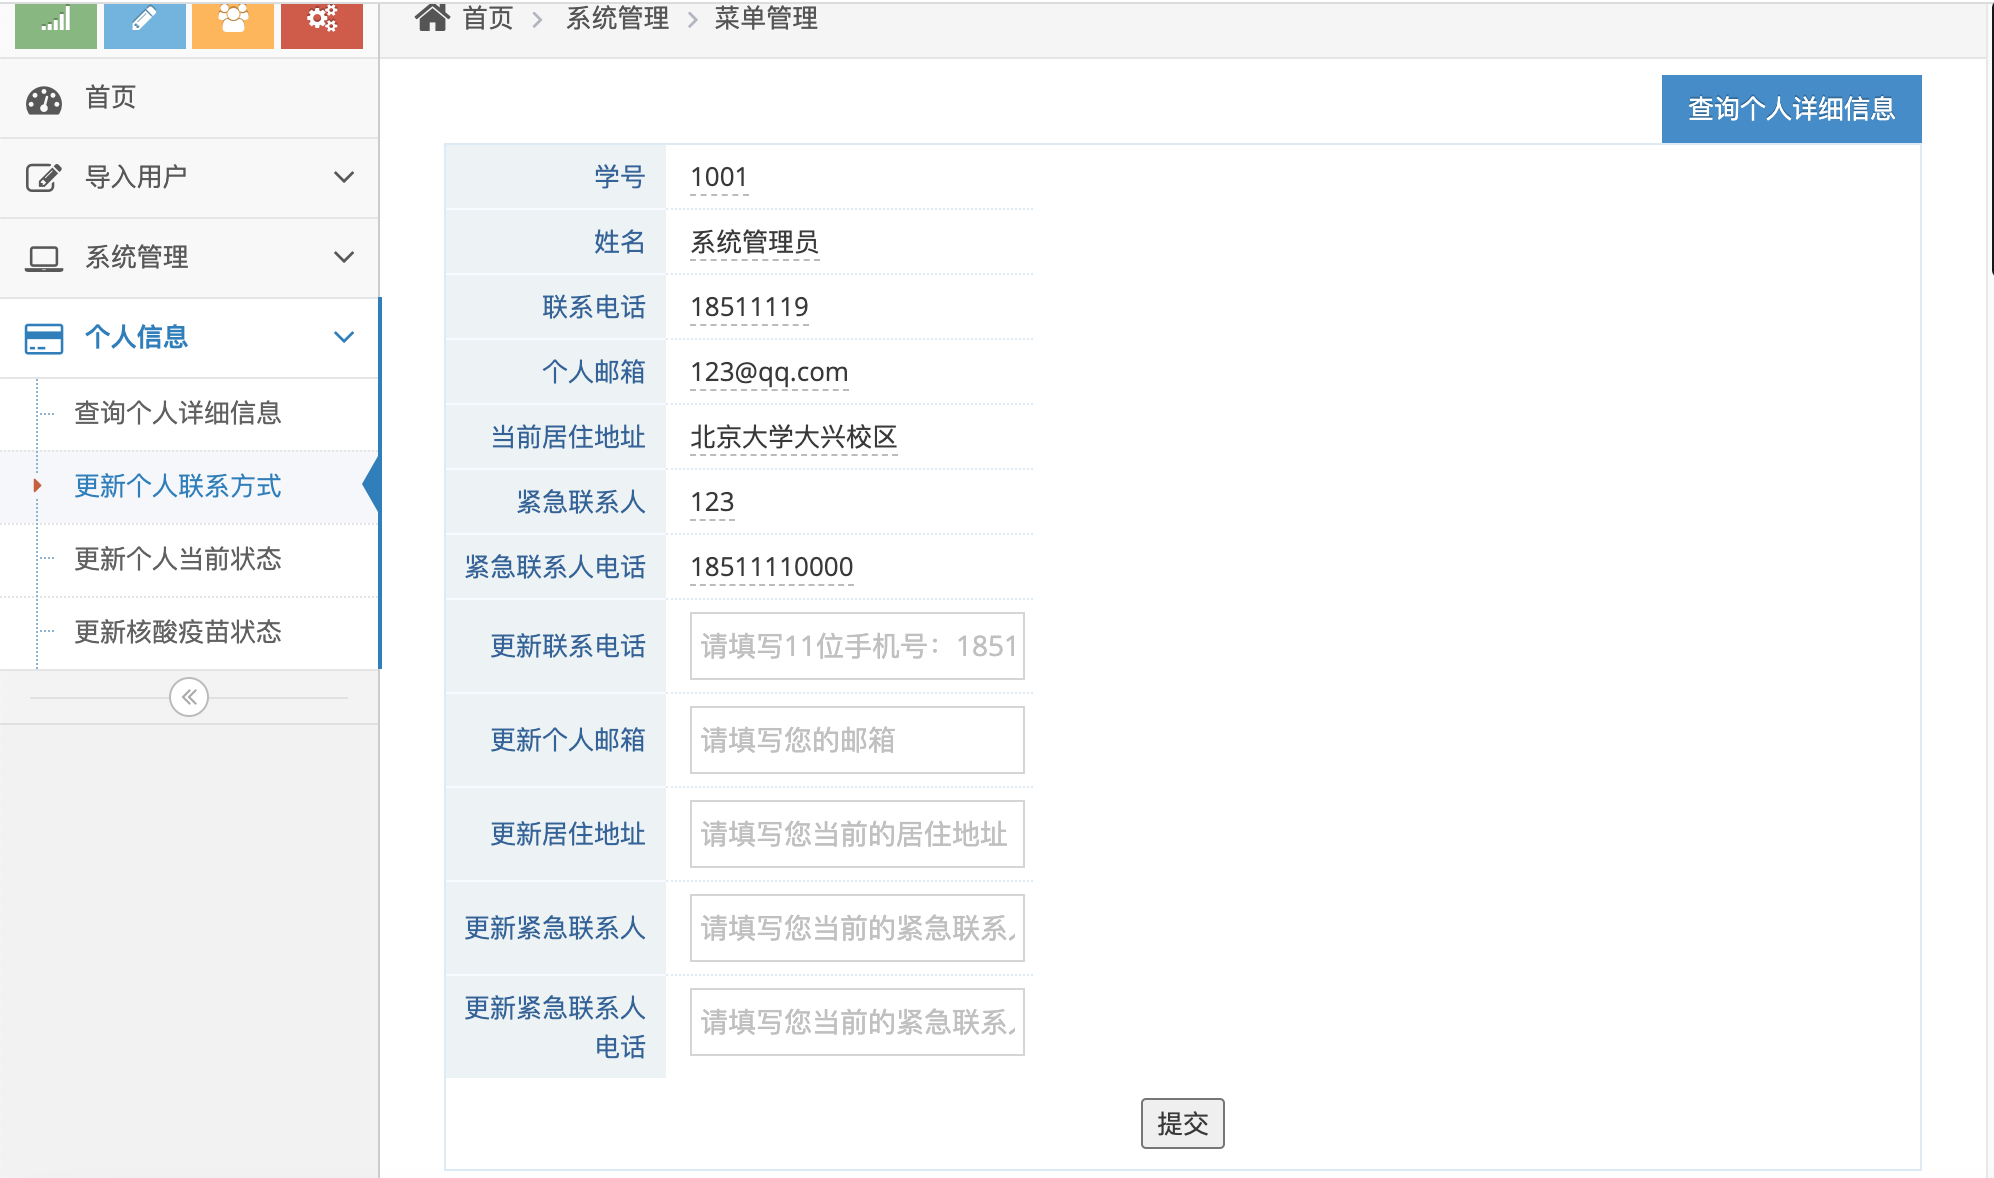 首页 系统管理 菜单管理
首页
导入用户
系统管理
个人信息
查询个人详细信息
更新个人联系方式
更新个人当前状态
更新核酸疫苗状态
查询个人详细信息
学号 1001
姓名 系统管理员
联系电话 18511119
个人邮箱 123@qq.com
当前居住地址 北京大学大兴校区
紧急联系人 123
紧急联系人电话 18511110000
更新联系电话 请填写11位手机号：1851
更新个人邮箱 请填写您的邮箱
更新居住地址 请填写您当前的居住地址
更新紧急联系人 请填写您当前的紧急联系
更新紧急联系人
电话 请填写您当前的紧急联系
提交